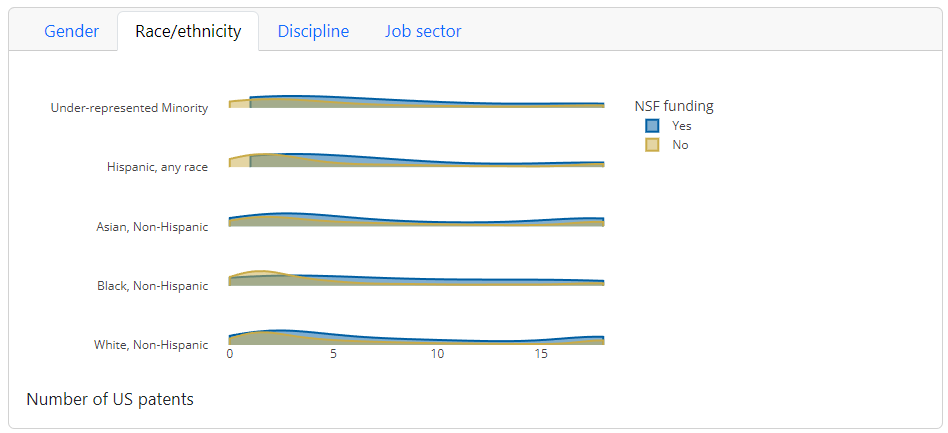 Gender Race/ethnicity Discipline Job sector
Under-represented Minority
Hispanic, any race
Asian, Non-Hispanic
Black, Non-Hispanic
White, Non-Hispanic
0 5 10 15
NSF funding
Yes
No
Number of US patents